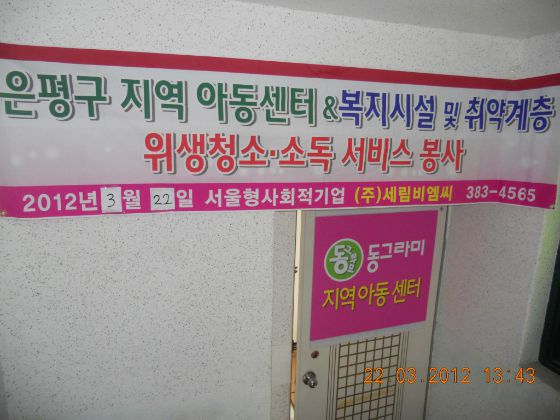 은평구 지역 아동센터 & 복지시설 및 취약계층
위생청소·소독 서비스 봉사
2012년 3월 22일 서울형사회적기업 (주)세림비엠씨 383-4565
동그라미
지역아동센터
22 03 2012 13:43